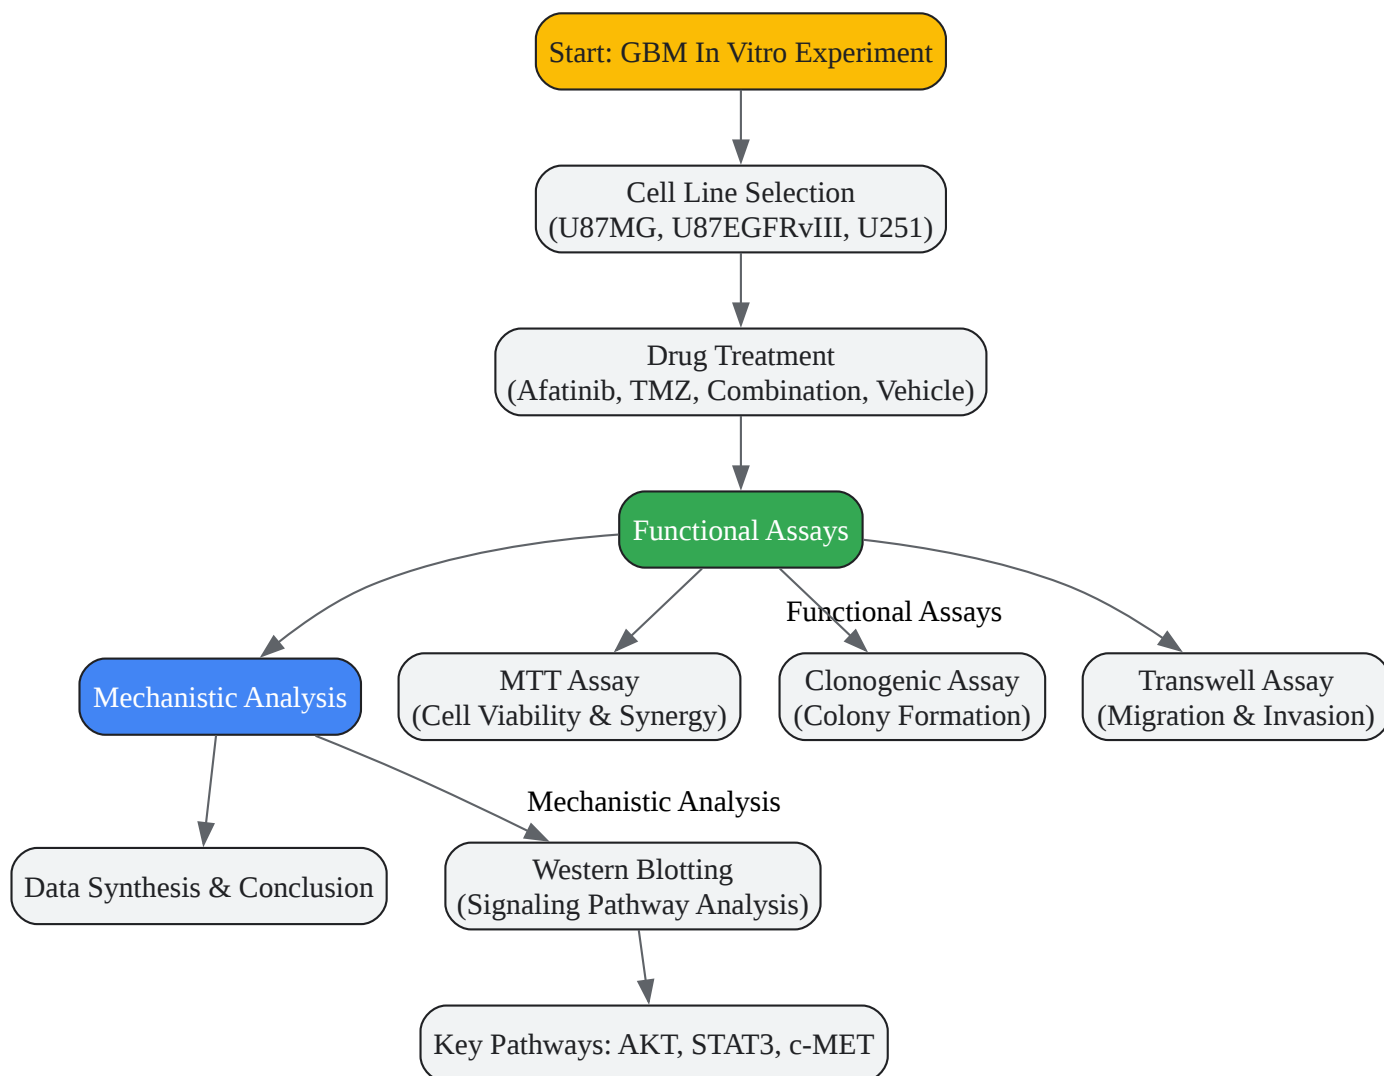 Start: GBM In Vitro Experiment
Cell Line Selection
(U87MG, U87EGFRvIII, U251)
Drug Treatment
(Afatinib, TMZ, Combination, Vehicle)
Functional Assays
Functional Assays
Mechanistic Analysis
MTT Assay
(Cell Viability & Synergy)
Clonogenic Assay
(Colony Formation)
Transwell Assay
(Migration & Invasion)
Mechanistic Analysis
Data Synthesis & Conclusion
Western Blotting
(Signaling Pathway Analysis)
Key Pathways: AKT, STAT3, c-MET